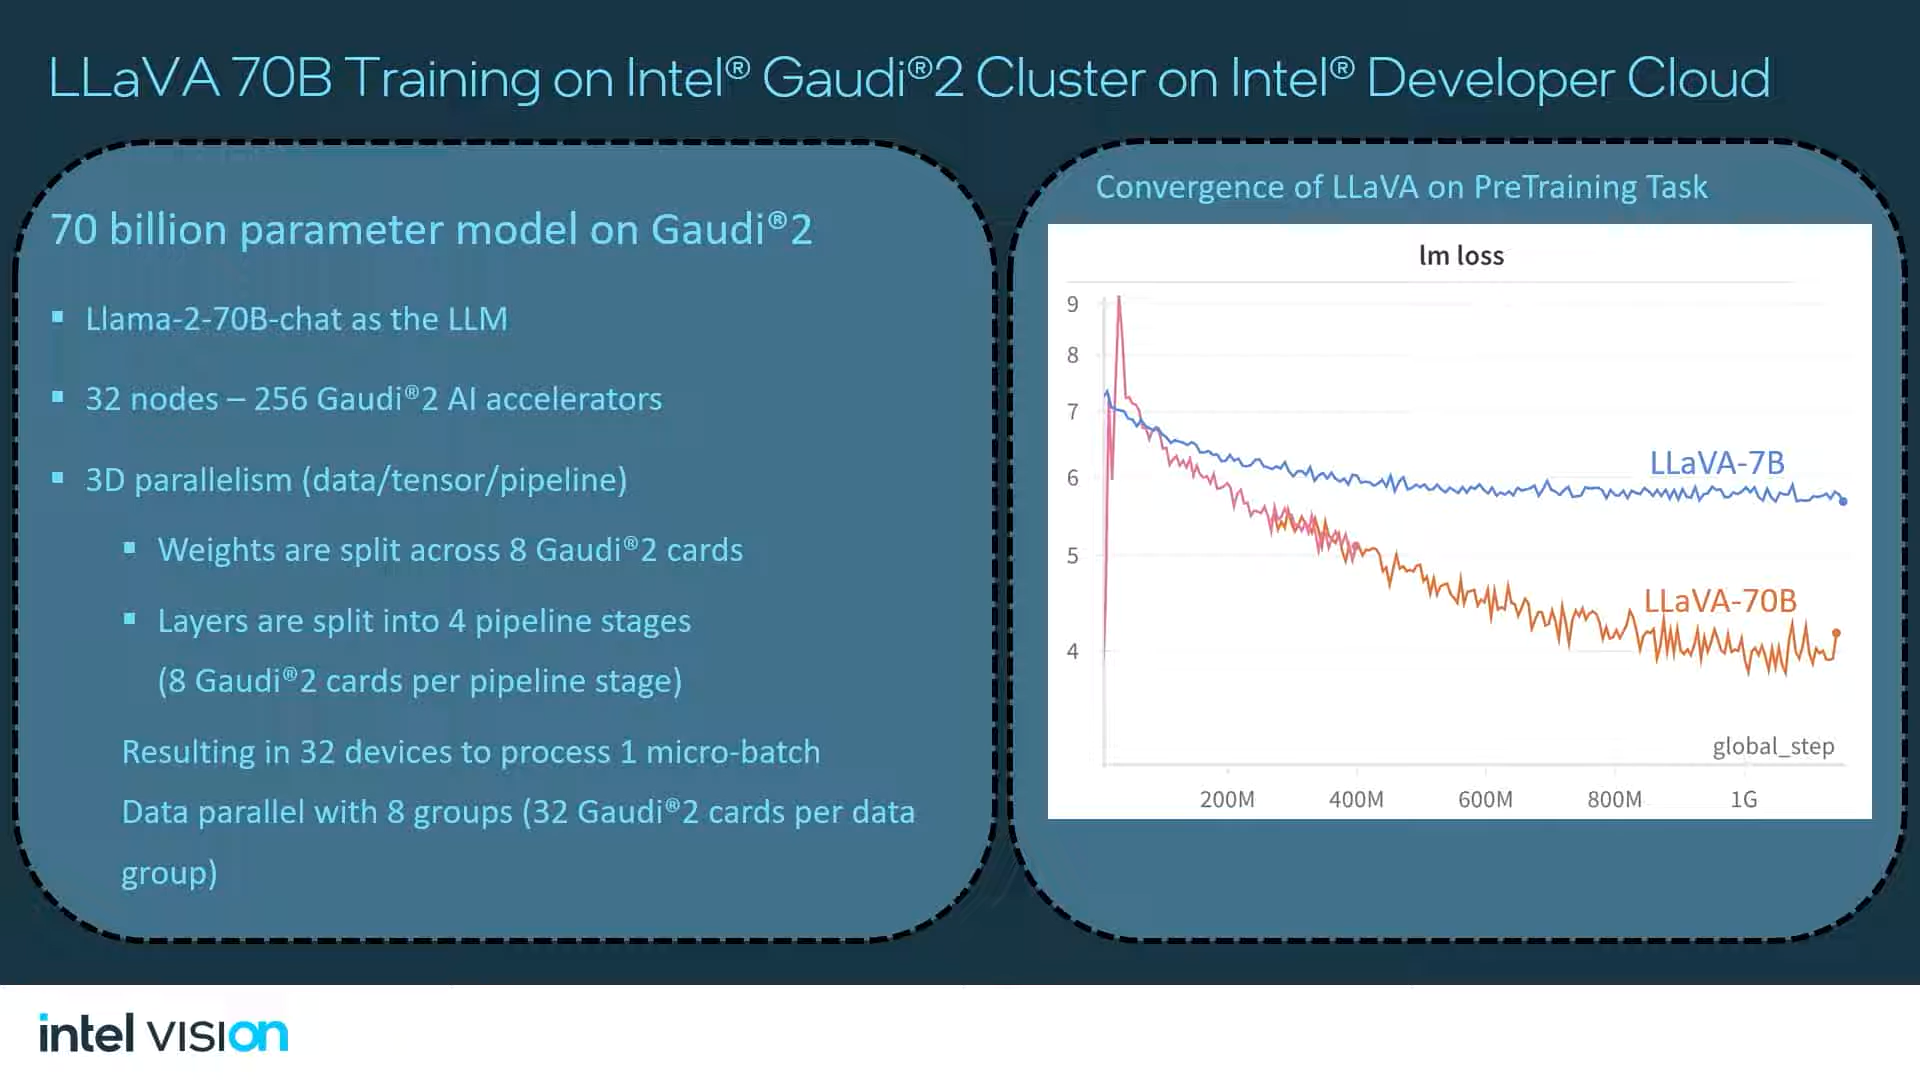 LLaVA 70B Training on Intel® Gaudi®2 Cluster on Intel® Developer Cloud
70 billion parameter model on Gaudi®2
▪ Llama-2-70B-chat as the LLM
▪ 32 nodes – 256 Gaudi®2 AI accelerators
▪ 3D parallelism (data/tensor/pipeline)
▪ Weights are split across 8 Gaudi®2 cards
▪ Layers are split into 4 pipeline stages
(8 Gaudi®2 cards per pipeline stage)
Resulting in 32 devices to process 1 micro-batch
Data parallel with 8 groups (32 Gaudi®2 cards per data
group)
Convergence of LLaVA on PreTraining Task
lm loss
9
8
7
6
5
4
LLaVA-7B
LLaVA-70B
global_step
200M 400M 600M 800M 1G
intel VISION